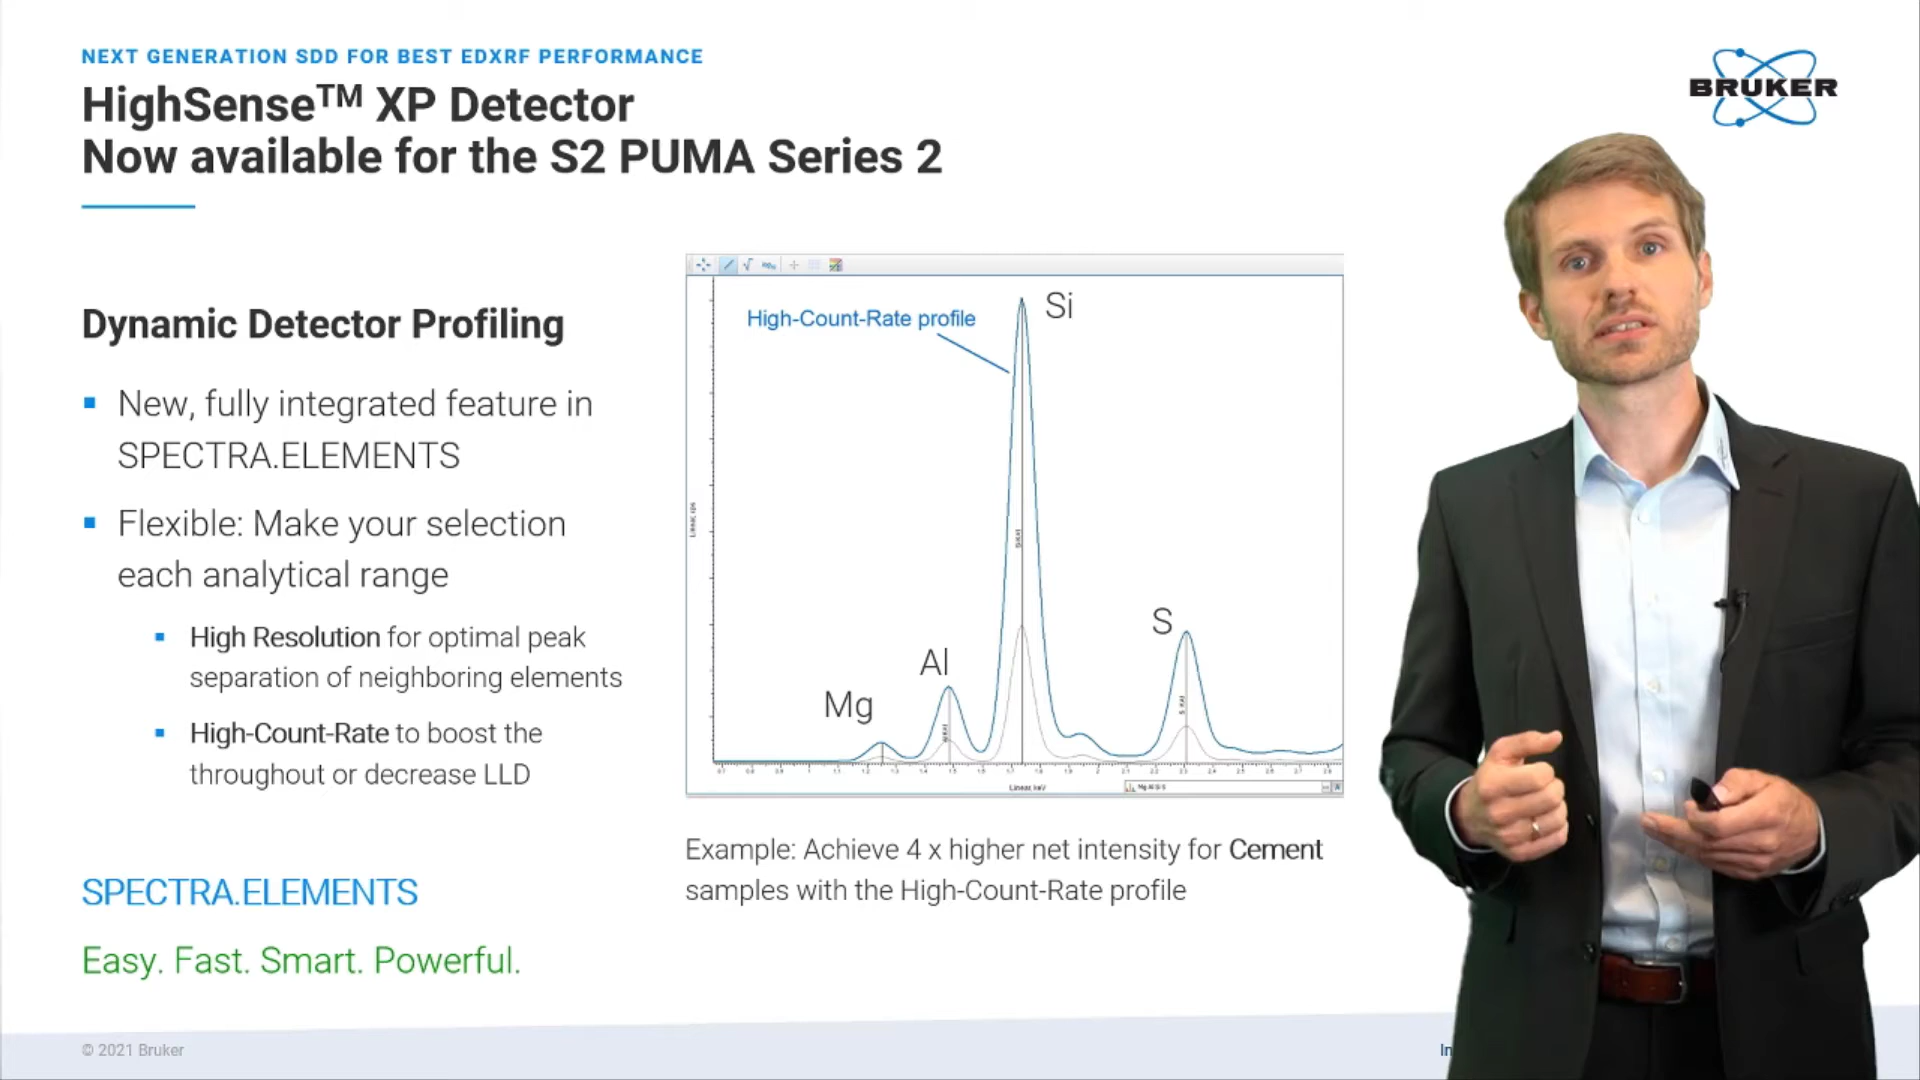 NEXT GENERATION SDD FOR BEST EDXRF PERFORMANCE
HighSense™ XP Detector
Now available for the S2 PUMA Series 2
BRUKER
Dynamic Detector Profiling
New, fully integrated feature in
SPECTRA.ELEMENTS
Flexible: Make your selection
each analytical range
High Resolution for optimal peak
separation of neighboring elements
High-Count-Rate to boost the
throughout or decrease LLD
SPECTRA.ELEMENTS
Easy. Fast. Smart. Powerful.
High-Count-Rate profile
Si
S
Al
Mg
Linear, keV
Example: Achieve 4 x higher net intensity for Cement
samples with the High-Count-Rate profile
© 2021 Bruker
In